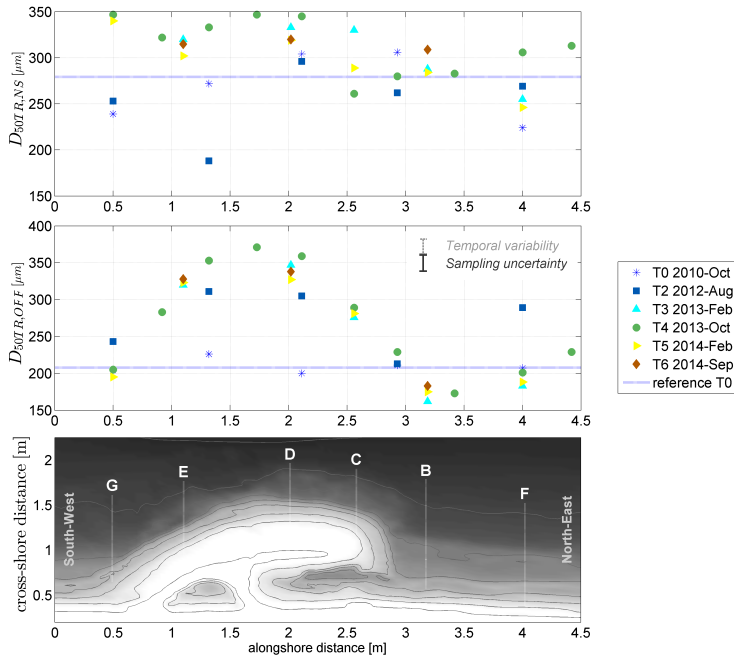 350
300
250
200
150
D50TR,NS [μm]
0 0.5 1 1.5 2 2.5 3 3.5 4 4.5
400
350
300
250
200
150
D50TR,OFF [μm]
Temporal variability
Sampling uncertainty
0 0.5 1 1.5 2 2.5 3 3.5 4 4.5
T0 2010-Oct
T2 2012-Aug
T3 2013-Feb
T4 2013-Oct
T5 2014-Feb
T6 2014-Sep
reference T0
2
1.5
1
0.5
cross-shore distance [m]
South-West
G
E
D
C
B
F
North-East
0 0.5 1 1.5 2 2.5 3 3.5 4 4.5
alongshore distance [m]